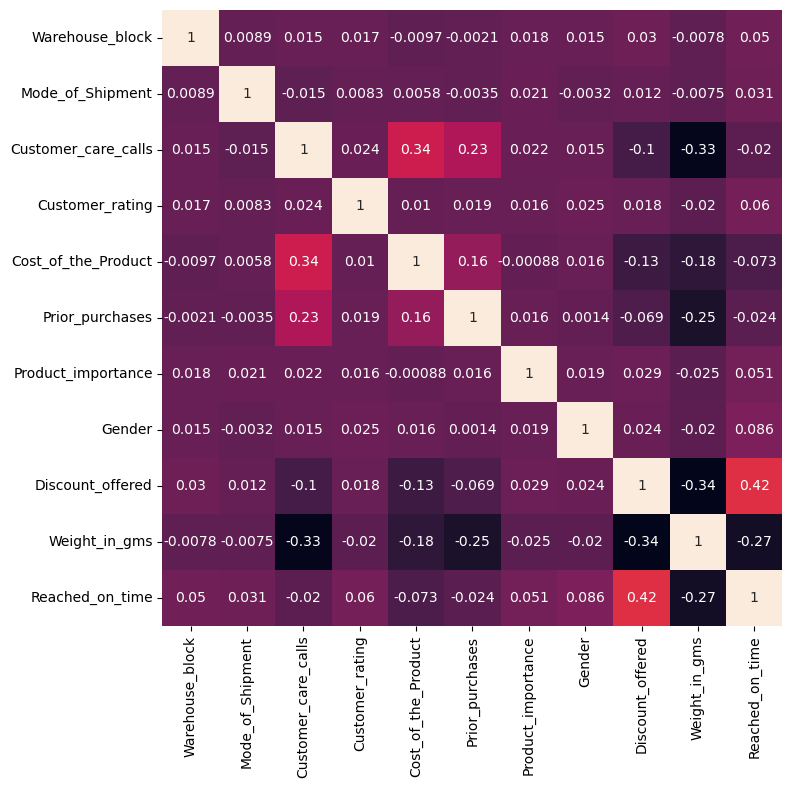 Warehouse_block 1 0.0089 0.015 0.017 -0.0097 -0.0021 0.018 0.015 0.03 -0.0078 0.05
Mode_of_Shipment 0.0089 1 -0.015 0.0083 0.0058 -0.0035 0.021 -0.0032 0.012 -0.0075 0.031
Customer_care_calls 0.015 -0.015 1 0.024 0.34 0.23 0.022 0.015 -0.1 -0.33 -0.02
Customer_rating 0.017 0.0083 0.024 1 0.01 0.019 0.016 0.025 0.018 -0.02 0.06
Cost_of_the_Product -0.0097 0.0058 0.34 0.01 1 0.16 -0.00088 0.016 -0.13 -0.18 -0.073
Prior_purchases -0.0021 -0.0035 0.23 0.019 0.16 1 0.016 0.0014 -0.069 -0.25 -0.024
Product_importance 0.018 0.021 0.022 0.016 -0.00088 0.016 1 0.019 0.029 -0.025 0.051
Gender 0.015 -0.0032 0.015 0.025 0.016 0.0014 0.019 1 0.024 -0.02 0.086
Discount_offered 0.03 0.012 -0.1 0.018 -0.13 -0.069 0.029 0.024 1 -0.34 0.42
Weight_in_gms -0.0078 -0.0075 -0.33 -0.02 -0.18 -0.25 -0.025 -0.02 -0.34 1 -0.27
Reached_on_time 0.05 0.031 -0.02 0.06 -0.073 -0.024 0.051 0.086 0.42 -0.27 1
Warehouse_block
Mode_of_Shipment
Customer_care_calls
Customer_rating
Cost_of_the_Product
Prior_purchases
Product_importance
Gender
Discount_offered
Weight_in_gms
Reached_on_time